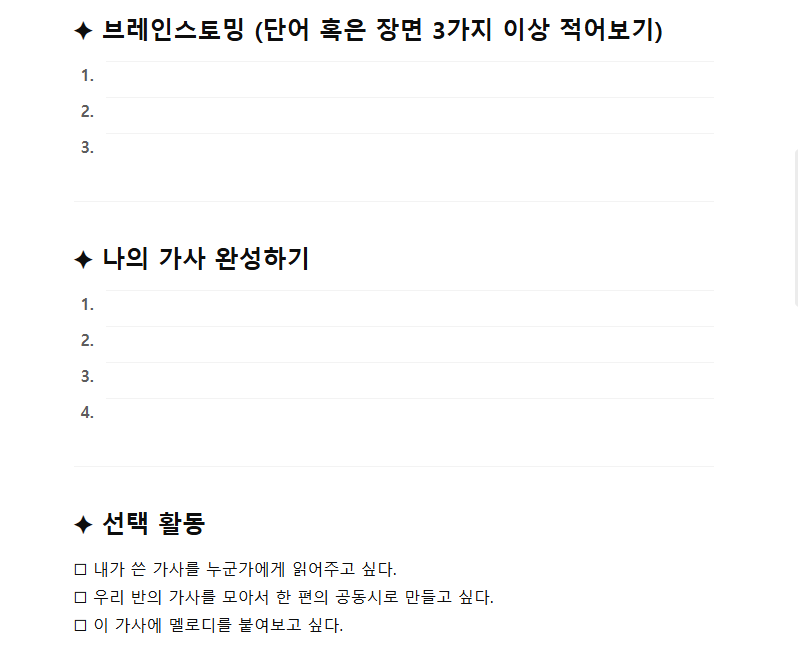 ✦ 브레인스토밍 (단어 혹은 장면 3가지 이상 적어보기)
1.
2.
3.
✦ 나의 가사 완성하기
1.
2.
3.
4.
✦ 선택 활동
☐ 내가 쓴 가사를 누군가에게 읽어주고 싶다.
☐ 우리 반의 가사를 모아서 한 편의 공동시로 만들고 싶다.
☐ 이 가사에 멜로디를 붙여보고 싶다.